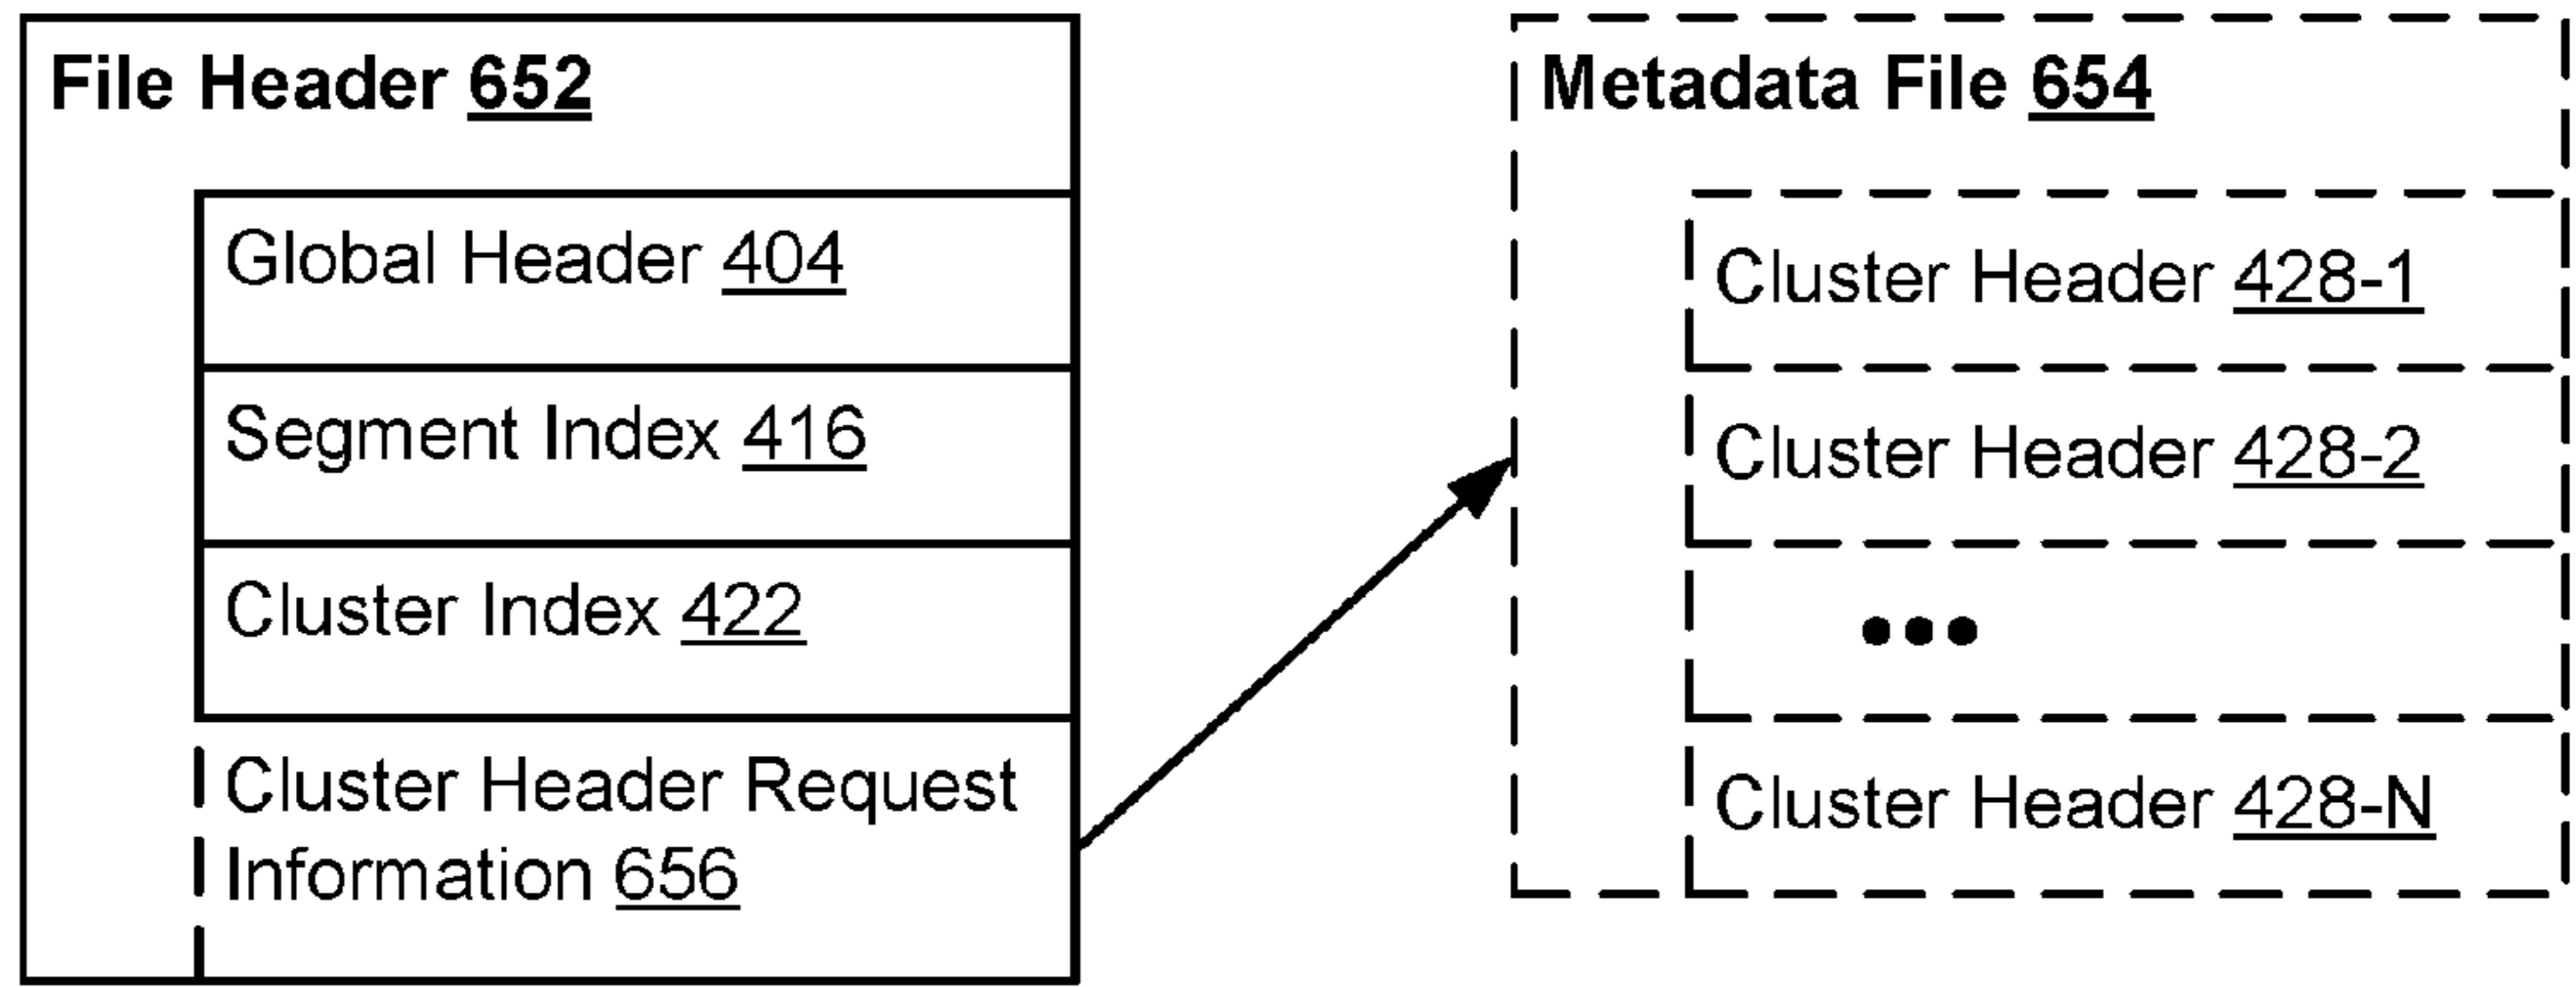 File Header 652
Global Header 404
Segment Index 416
Cluster Index 422
Cluster Header Request
Information 656
Metadata File 654
Cluster Header 428-1
Cluster Header 428-2
•••
Cluster Header 428-N